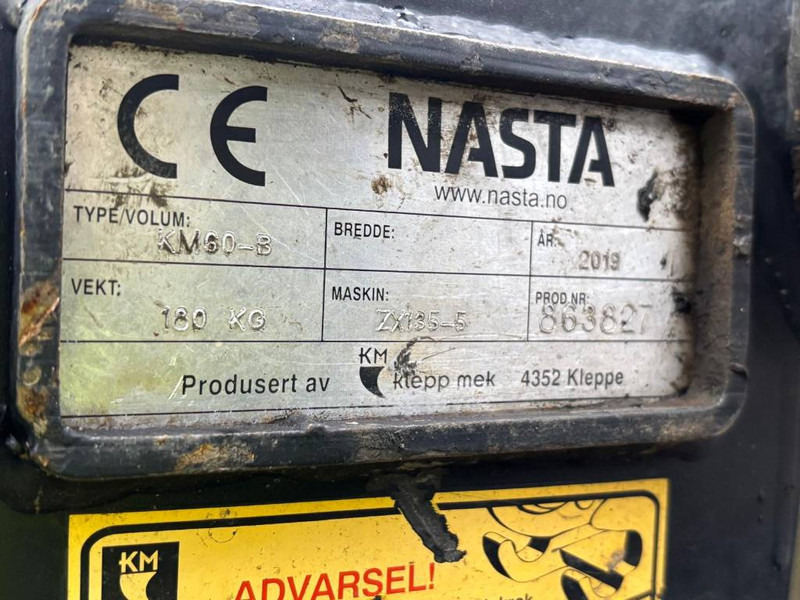 CE NASTA
www.nasta.no
TYPE/VOLUM: KM60-B
BREDDE:
ÅR: 2019
VEKT: 180 KG
MASKIN: ZX135-5
PROD.NR: 863827
Produsert av KM klepp mek 4352 Kleppe
KM
ADVARSEL!